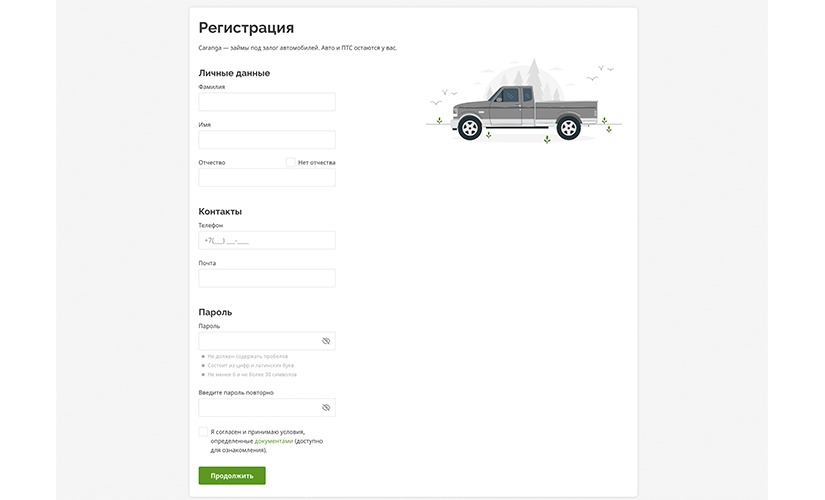 Регистрация
Caranga — займы под залог автомобилей. Авто и ПТС остаются у вас.
Личные данные
Фамилия
Имя
Отчество Нет отчества
Контакты
Телефон
+7(___) ___-____
Почта
Пароль
Пароль
Не должен содержать пробелов
Состоит из цифр и латинских букв
Не менее 6 и не более 30 символов
Введите пароль повторно
Я согласен и принимаю условия,
определенные документами (доступно
для ознакомления).
Продолжить